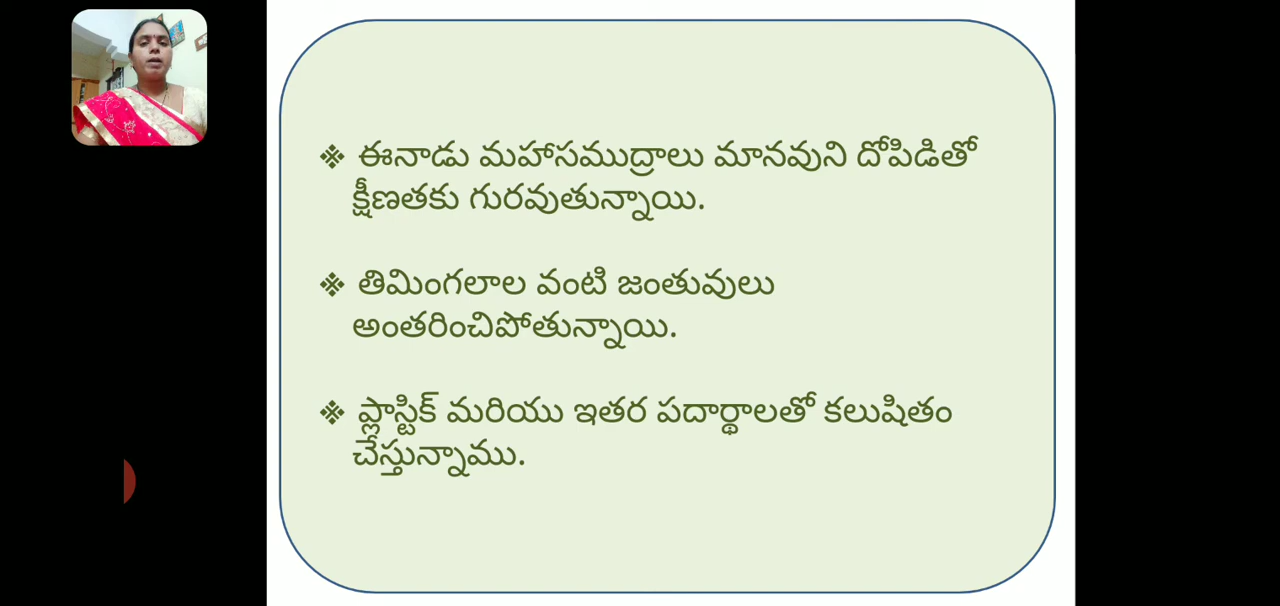 ❖ ఈనాడు మహాసముద్రాలు మానవుని దోపిడితో
క్షీణతకు గురవుతున్నాయి.
❖ తిమింగలాల వంటి జంతువులు
అంతరించిపోతున్నాయి.
❖ ప్లాస్టిక్ మరియు ఇతర పదార్థాలతో కలుషితం
చేస్తున్నాము.